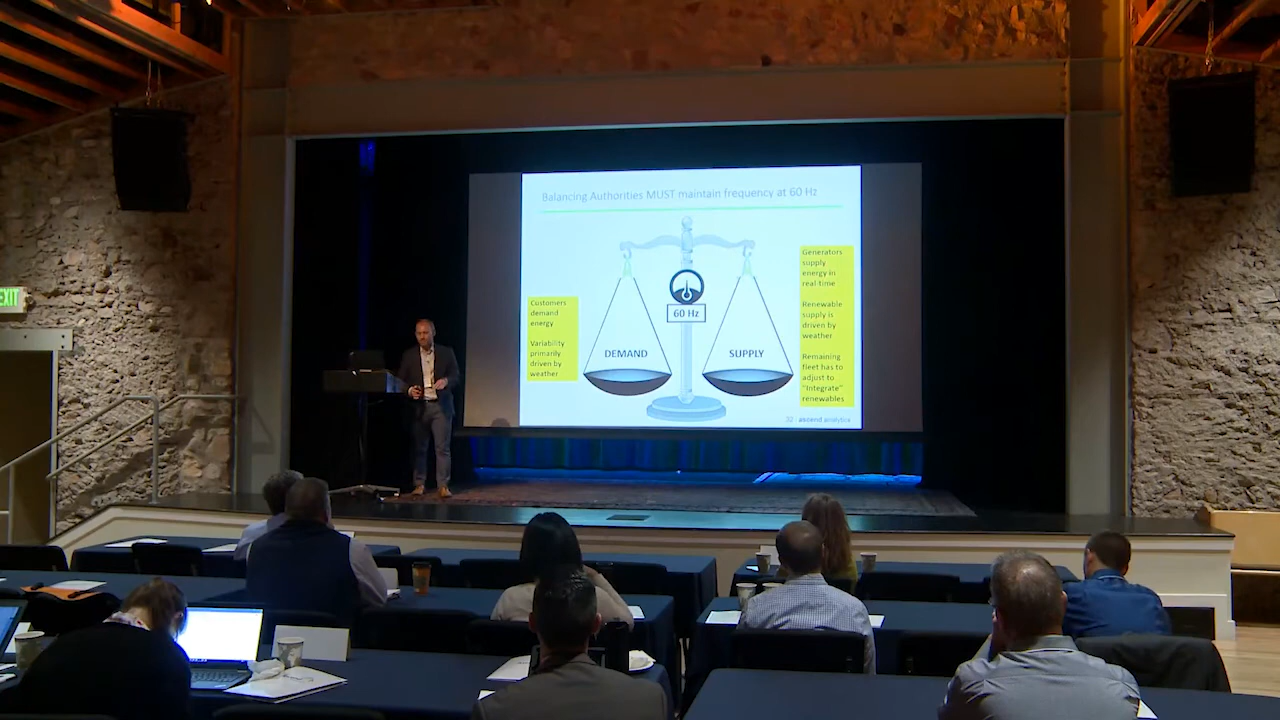 EXIT
Balancing Authorities MUST maintain frequency at 60 Hz
Customers
demand
energy
Variability
primarily
driven by
weather
60 Hz
DEMAND
SUPPLY
Generators
supply
energy in
real-time
Renewable
supply is
driven by
weather
Remaining
fleet has to
adjust to
"Integrate"
renewables
30 - ascend analytics